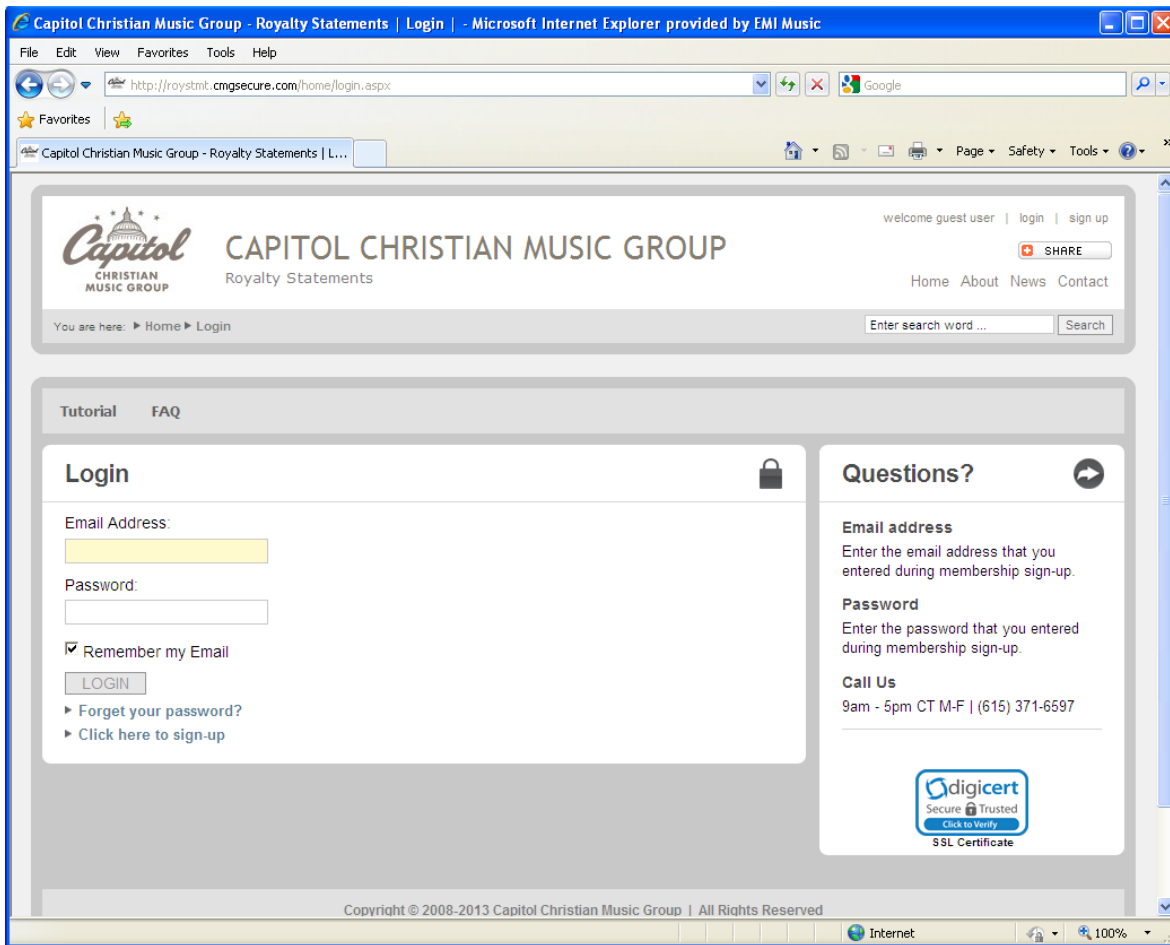 Capitol Christian Music Group - Royalty Statements | Login | - Microsoft Internet Explorer provided by EMI Music
File Edit View Favorites Tools Help
http://roystmt.cmgsecure.com/home/login.aspx
Google
Favorites
Capitol Christian Music Group - Royalty Statements | L...
Page Safety Tools
welcome guest user | login | sign up
Capitol
CHRISTIAN
MUSIC GROUP
CAPITOL CHRISTIAN MUSIC GROUP
Royalty Statements
SHARE
Home About News Contact
You are here: Home Login
Enter search word ...
Search
Tutorial FAQ
Login
Email Address:
Password:
Remember my Email
LOGIN
Forget your password?
Click here to sign-up
Questions?
Email address
Enter the email address that you
entered during membership sign-up.
Password
Enter the password that you entered
during membership sign-up.
Call Us
9am - 5pm CT M-F | (615) 371-6597
digicert
Secure Trusted
Click to Verify
SSL Certificate
Copyright © 2008-2013 Capitol Christian Music Group | All Rights Reserved
Internet
100%